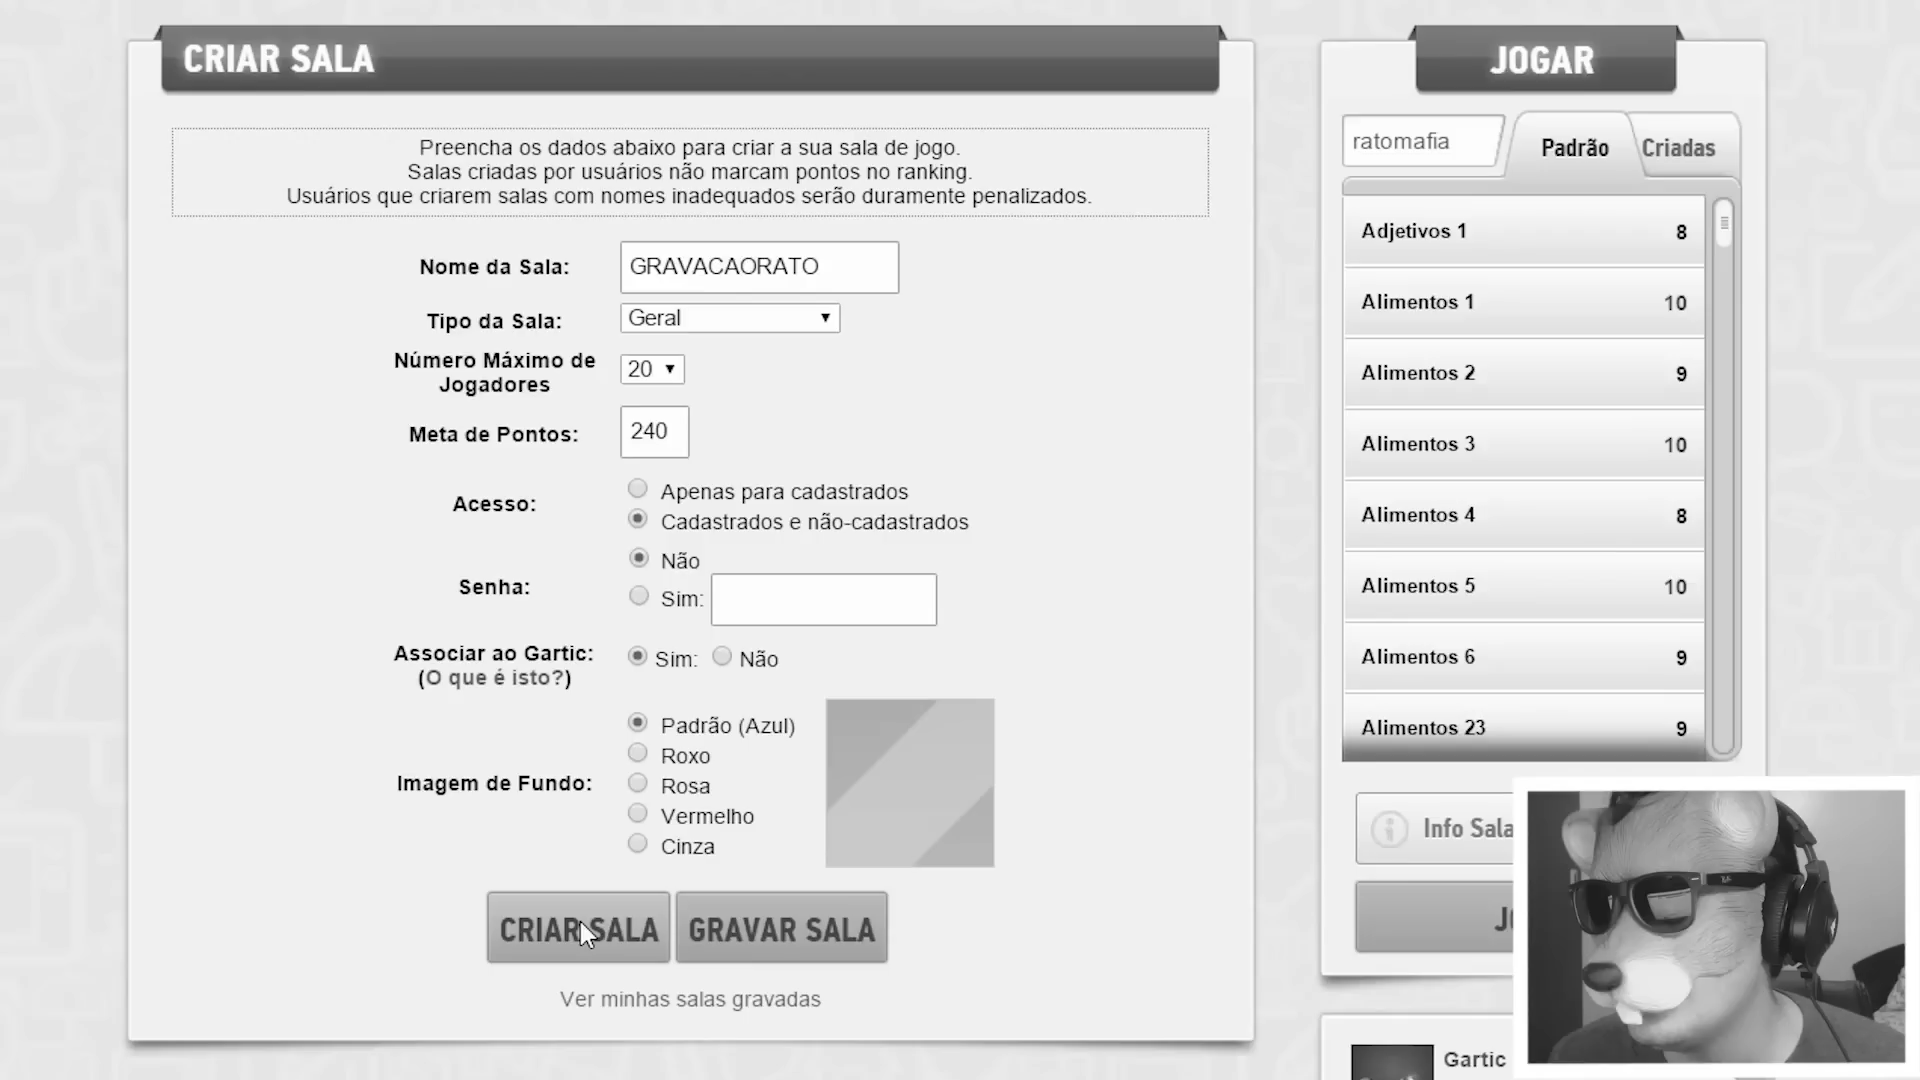 CRIAR SALA
Preencha os dados abaixo para criar a sua sala de jogo.
Salas criadas por usuários não marcam pontos no ranking.
Usuários que criarem salas com nomes inadequados serão duramente penalizados.
Nome da Sala: GRAVACAORATO
Tipo da Sala: Geral
Número Máximo de
Jogadores 20
Meta de Pontos: 240
Acesso:
Apenas para cadastrados
Cadastrados e não-cadastrados
Senha:
Não
Sim:
Associar ao Gartic: Sim: Não
(O que é isto?)
Imagem de Fundo:
Padrão (Azul)
Roxo
Rosa
Vermelho
Cinza
CRIAR SALA GRAVAR SALA
Ver minhas salas gravadas
JOGAR
ratomafia Padrão Criadas
Adjetivos 1 8
Alimentos 1 10
Alimentos 2 9
Alimentos 3 10
Alimentos 4 8
Alimentos 5 10
Alimentos 6 9
Alimentos 23 9
Info Sala
Gartic